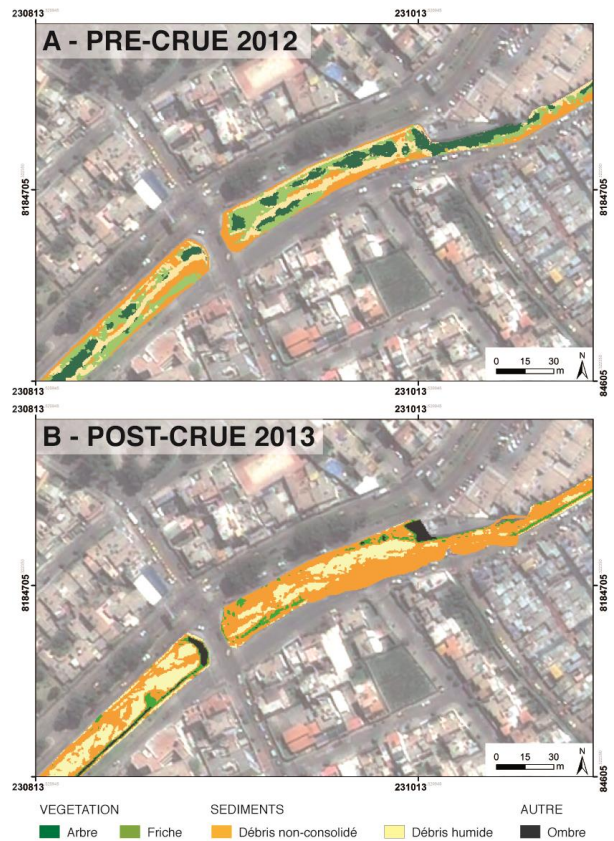 230813 231013
A - PRE-CRUE 2012
8184705 8184705
0 15 30 m
N
230813 231013 84605
230813 231013
B - POST-CRUE 2013
8184705 8184705
0 15 30 m
N
230813 231013 84605
VEGETATION SEDIMENTS AUTRE
Arbre Friche Débris non-consolidé Débris humide Ombre